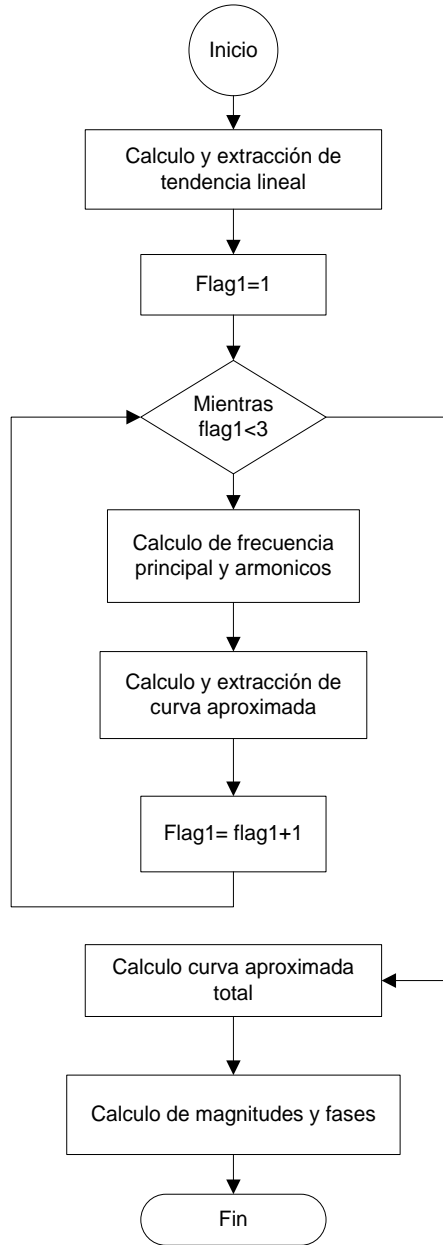 Inicio
Calculo y extracción de
tendencia lineal
Flag1=1
Mientras
flag1<3
Calculo de frecuencia
principal y armonicos
Calculo y extracción de
curva aproximada
Flag1= flag1+1
Calculo curva aproximada
total
Calculo de magnitudes y fases
Fin